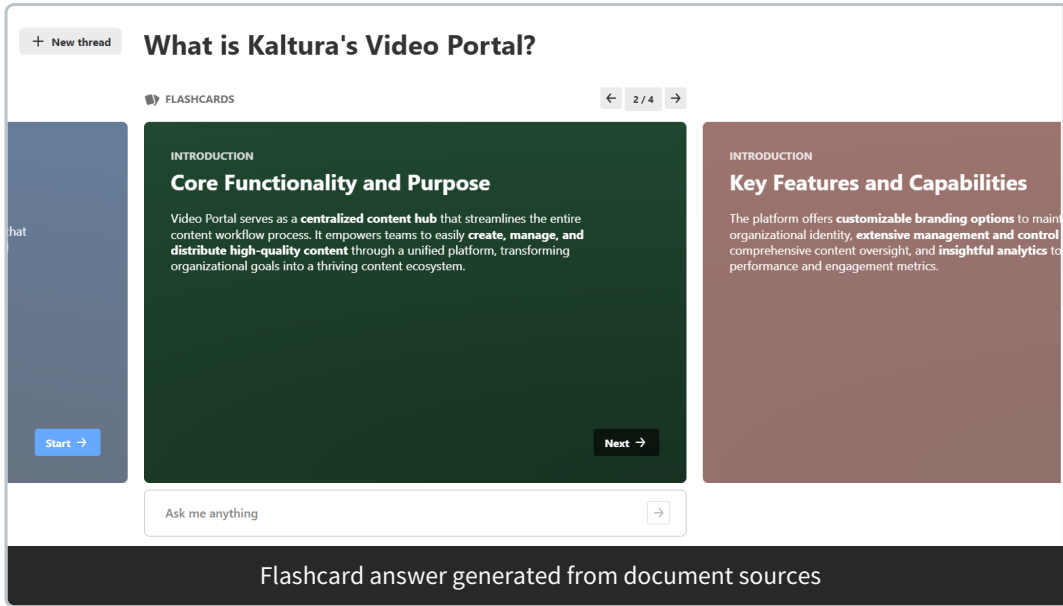 + New thread
What is Kaltura's Video Portal?
FLASHCARDS
← 2 / 4 →
that
Start →
INTRODUCTION
Core Functionality and Purpose
Video Portal serves as a centralized content hub that streamlines the entire
content workflow process. It empowers teams to easily create, manage, and
distribute high-quality content through a unified platform, transforming
organizational goals into a thriving content ecosystem.
Next →
INTRODUCTION
Key Features and Capabilities
The platform offers customizable branding options to maint
organizational identity, extensive management and control
comprehensive content oversight, and insightful analytics to
performance and engagement metrics.
Ask me anything
→
Flashcard answer generated from document sources